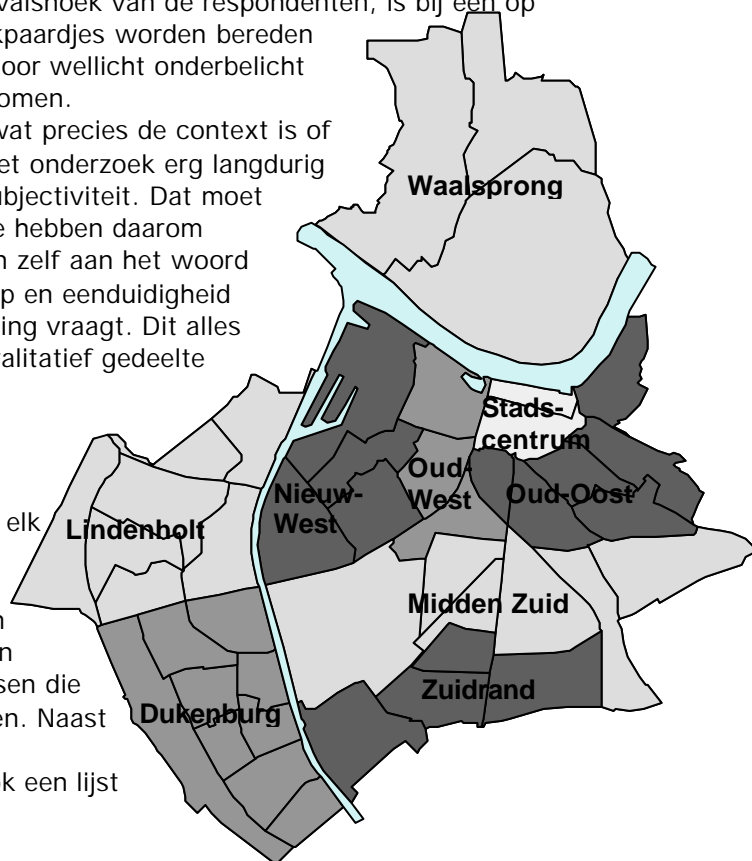 valshoek van de respondenten, is bij een op
kpaardjes worden bereden
oor wellicht onderbelicht
omen.
wat precies de context is of
et onderzoek erg langdurig
ubjectiviteit. Dat moet
e hebben daarom
n zelf aan het woord
p en eenduidigheid
ing vraagt. Dit alles
alitatief gedeelte
elk
n
n
sen die
en. Naast
ok een lijst
Waalsprong
Stads-
centrum
Oud-
West
Nieuw-
West
Oud-Oost
Lindenholt
Midden Zuid
Zuidrand
Dukenburg